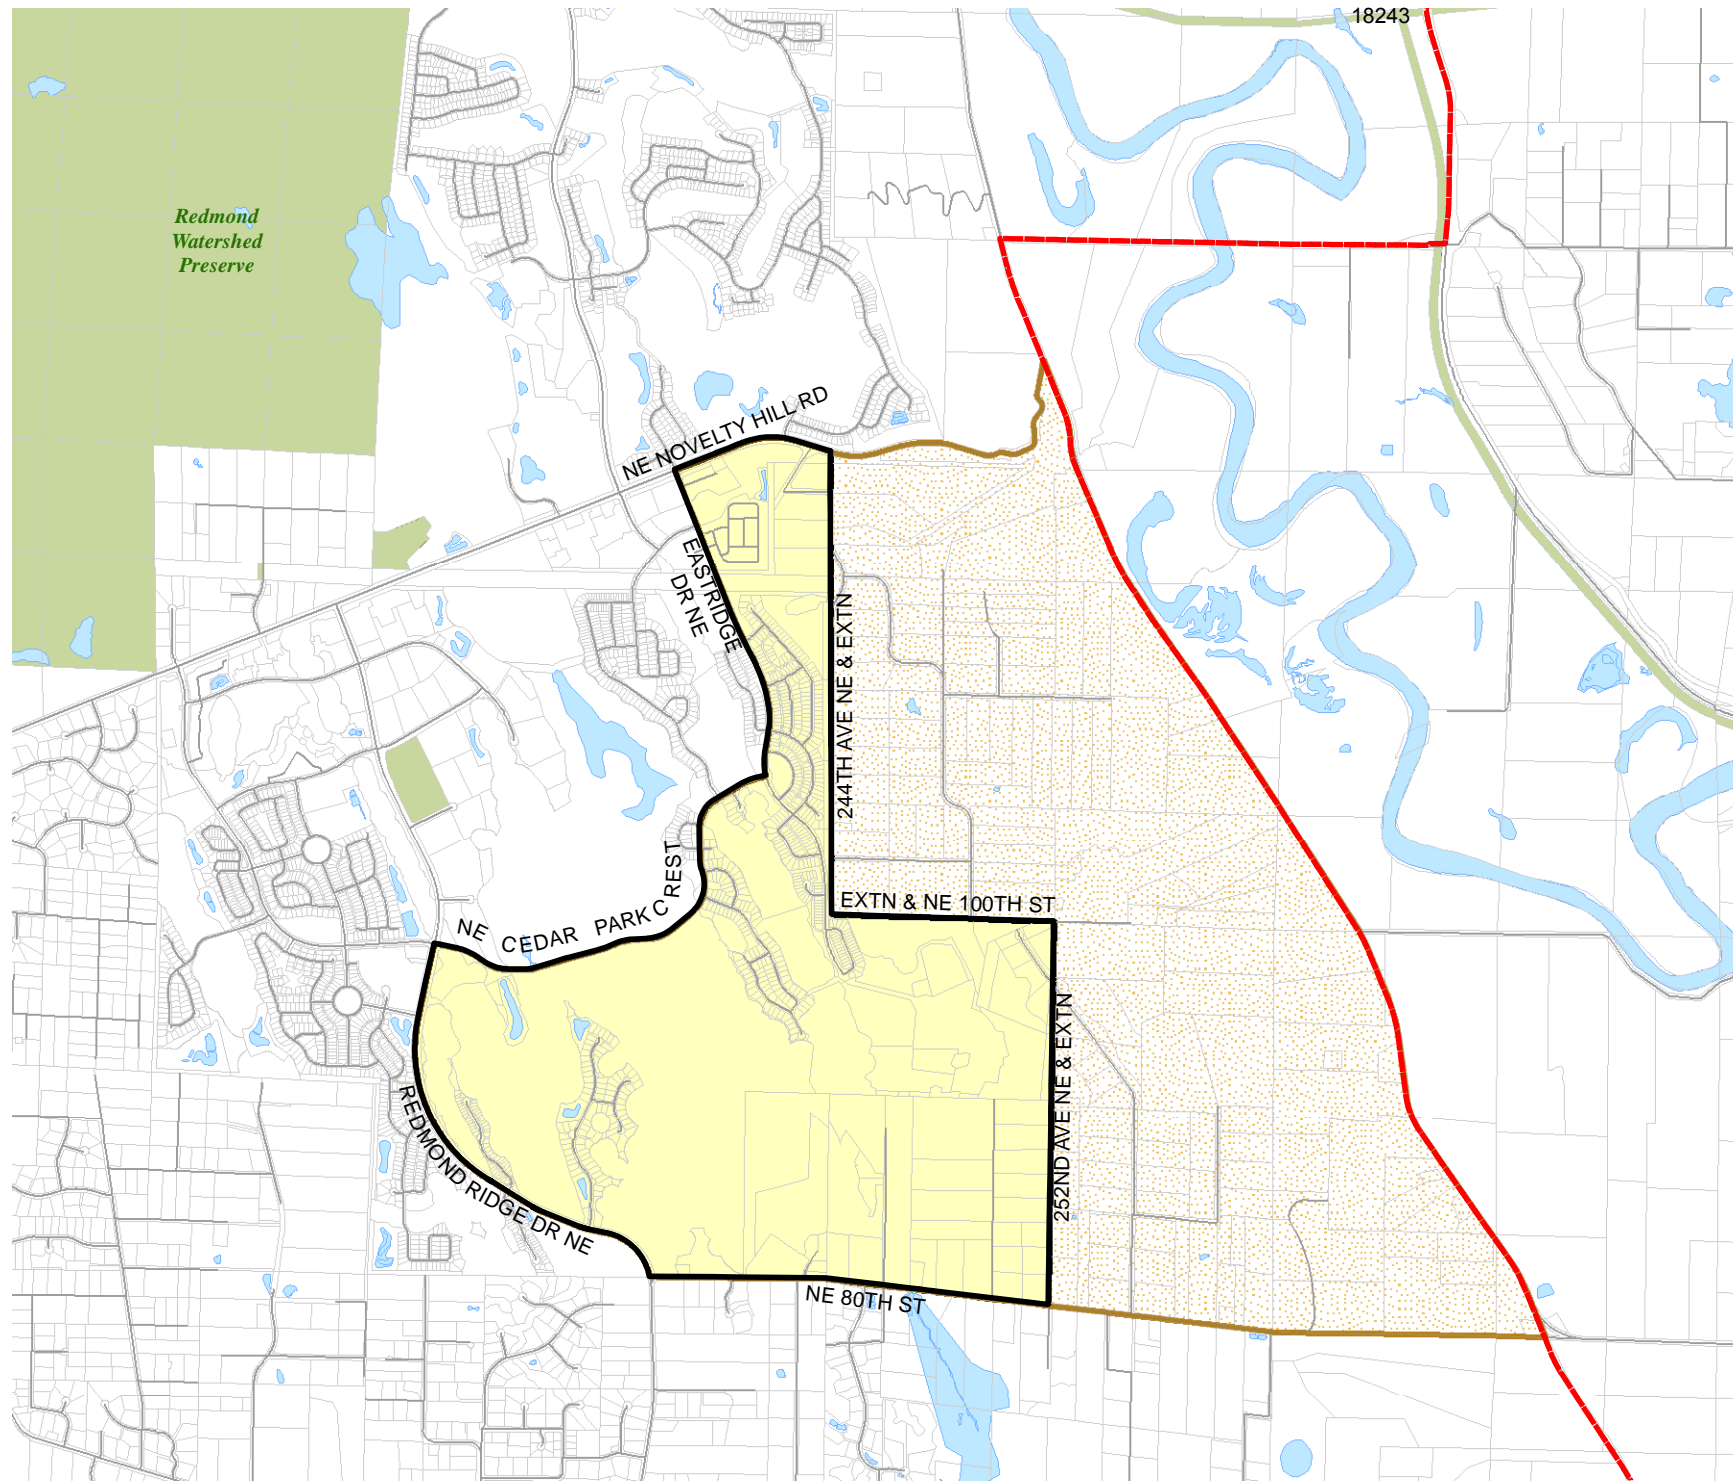 18243
Redmond
Watershed
Preserve
NE NOVELTY HILL RD
EASTRIDGE
DR NE
244TH AVE NE & EXTN
EXTN & NE 100TH ST
NE CEDAR PARK CREST
252ND AVE NE & EXTN
REDMOND RIDGE DR NE
NE 80TH ST